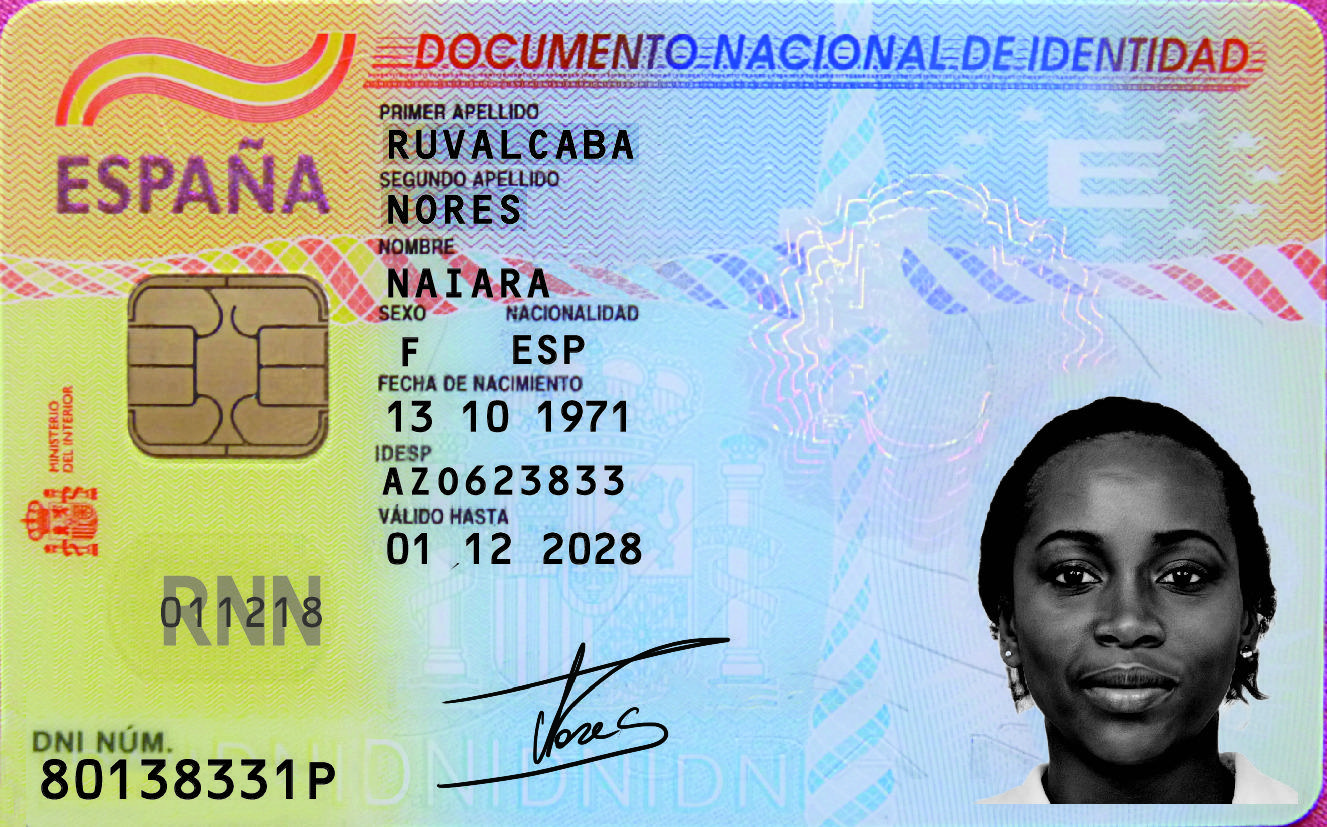 DOCUMENTO NACIONAL DE IDENTIDAD
ESPAÑA
PRIMER APELLIDO
RUVALCABA
SEGUNDO APELLIDO
NORES
NOMBRE
NAIARA
SEXO NACIONALIDAD
F ESP
FECHA DE NACIMIENTO
13 10 1971
IDESP
AZ0623833
VÁLIDO HASTA
01 12 2028
MINISTERIO
DEL INTERIOR
E
RNN
011218
Nores
DNI NÚM.
80138331P
DNIDNIDNIDNI